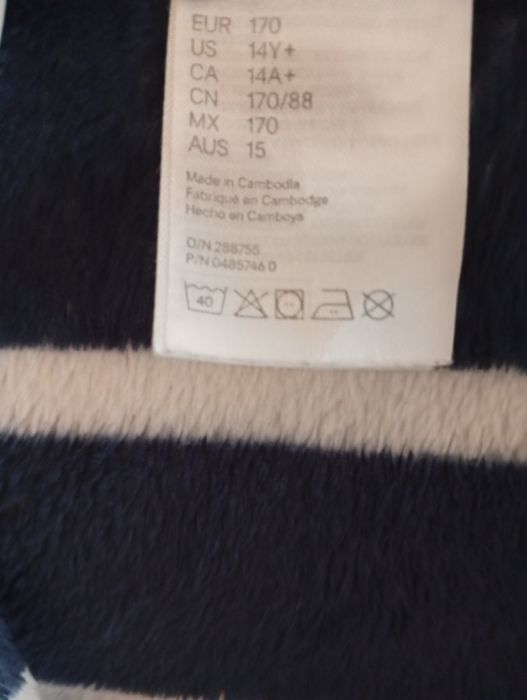 EUR 170
US 14Y+
CA 14A+
CN 170/88
MX 170
AUS 15
Made in Cambodia
Fabriqué en Cambodge
Hecho en Camboya
O/N 288755
P/N 0485746 0
40